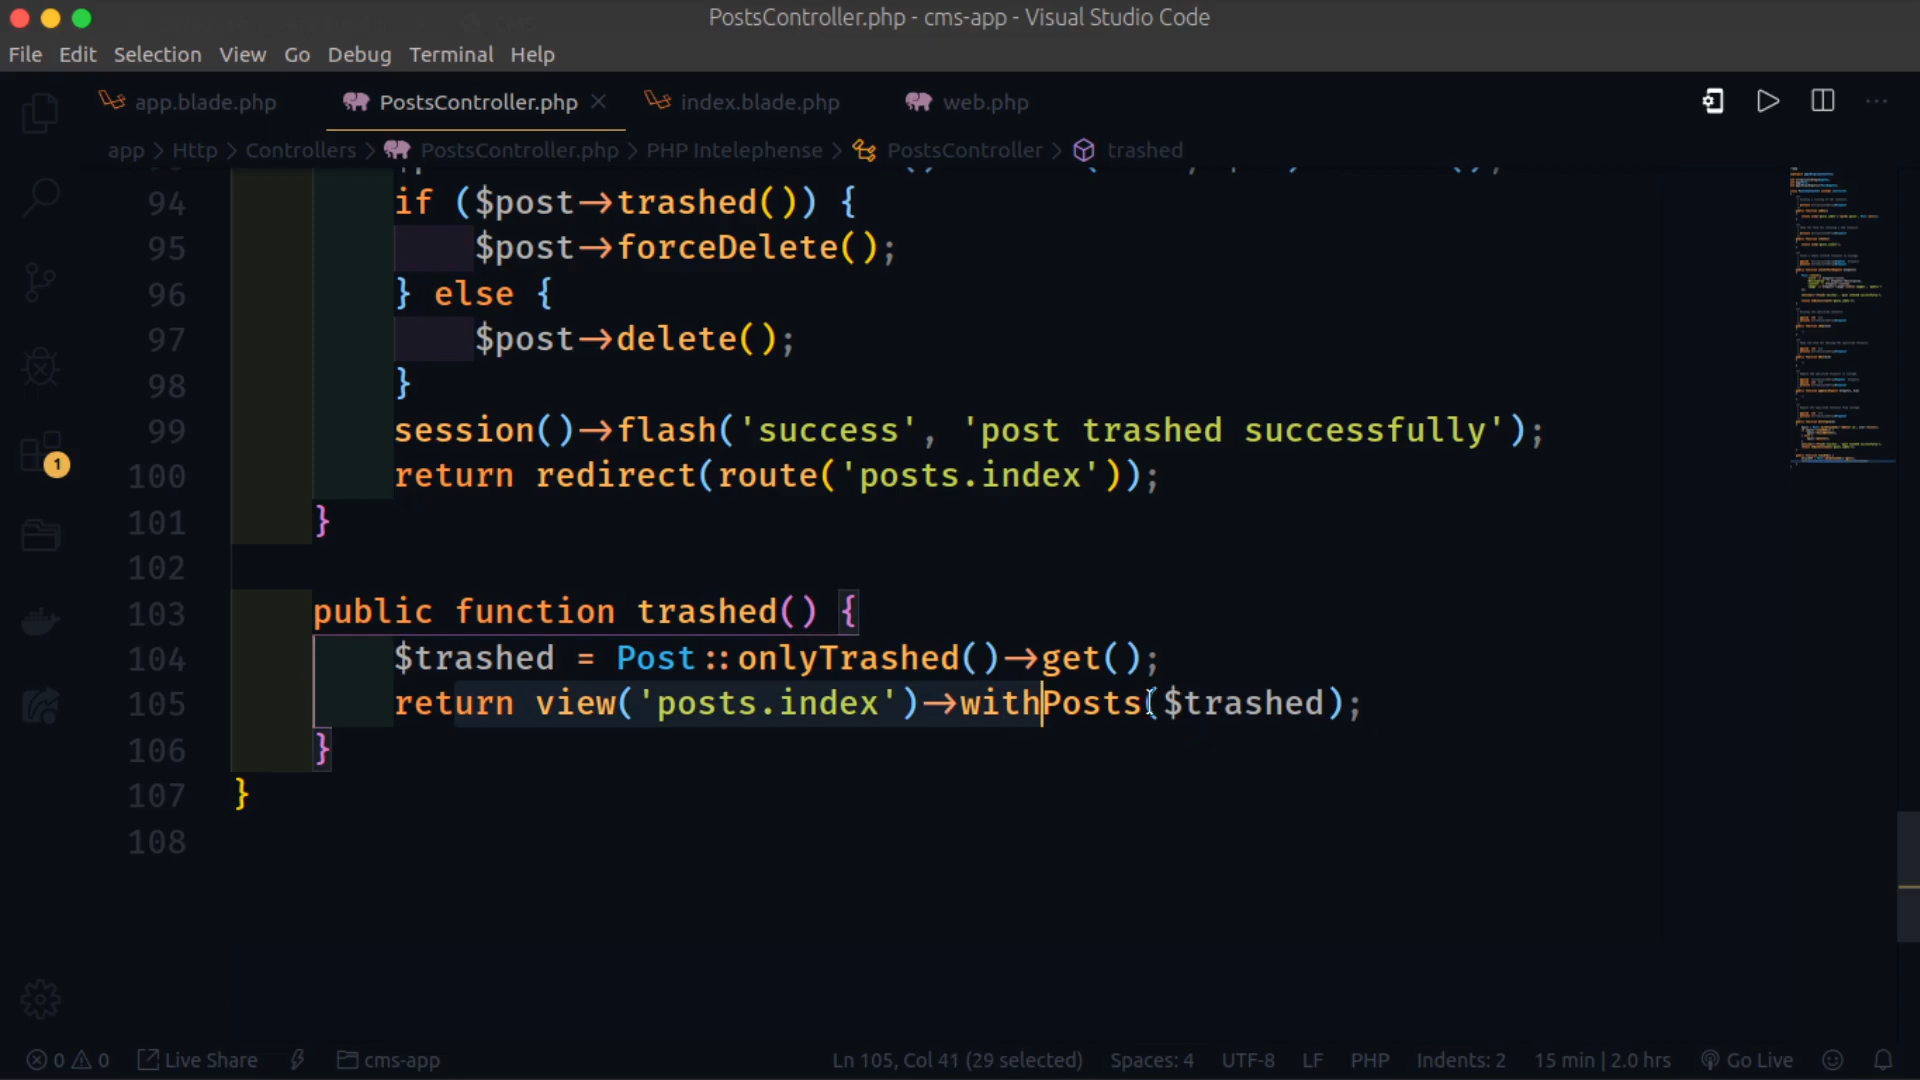 PostsController.php - cms-app - Visual Studio Code
File Edit Selection View Go Debug Terminal Help
app.blade.php PostsController.php index.blade.php web.php
app > Http > Controllers > PostsController.php > PHP Intelephense > PostsController > trashed
94 if ($post->trashed()) {
95 $post->forceDelete();
96 } else {
97 $post->delete();
98 }
99 session()->flash('success', 'post trashed successfully');
100 return redirect(route('posts.index'));
101 }
102
103 public function trashed() {
104 $trashed = Post::onlyTrashed()->get();
105 return view('posts.index')->withPosts($trashed);
106 }
107 }
108
1
0 0 Live Share cms-app Ln 105, Col 41 (29 selected) Spaces: 4 UTF-8 LF PHP Indents: 2 15 min | 2.0 hrs Go Live